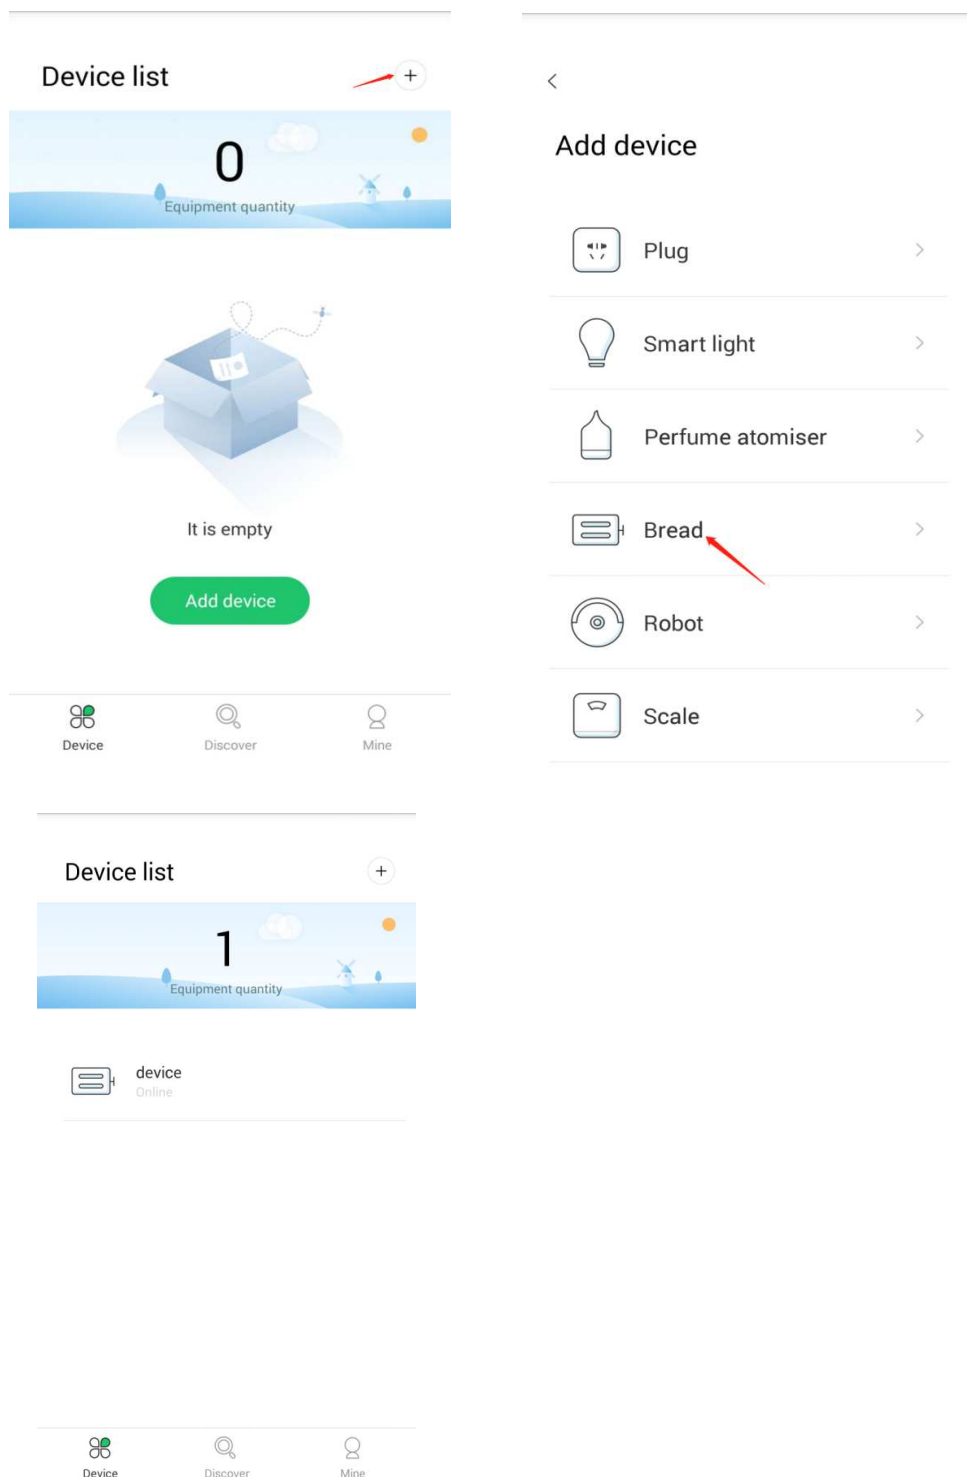 Device list
+
0
Equipment quantity
It is empty
Add device
Device
Discover
Mine
Add device
Plug
Smart light
Perfume atomiser
Bread
Robot
Scale
Device list
+
1
Equipment quantity
device
Online
Device
Discover
Mine